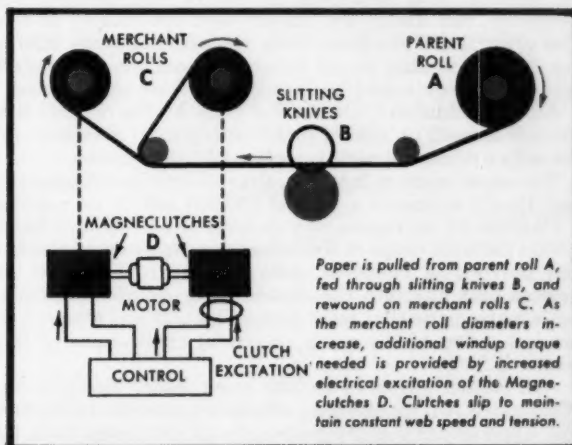 MERCHANT
ROLLS
C
PARENT
ROLL
A
SLITTING
KNIVES
B
MAGNECLUTCHES
D
MOTOR
CLUTCH
EXCITATION
CONTROL
Paper is pulled from parent roll A,
fed through slitting knives B, and
rewound on merchant rolls C. As
the merchant roll diameters in-
crease, additional windup torque
needed is provided by increased
electrical excitation of the Magne-
clutches D. Clutches slip to main-
tain constant web speed and tension.